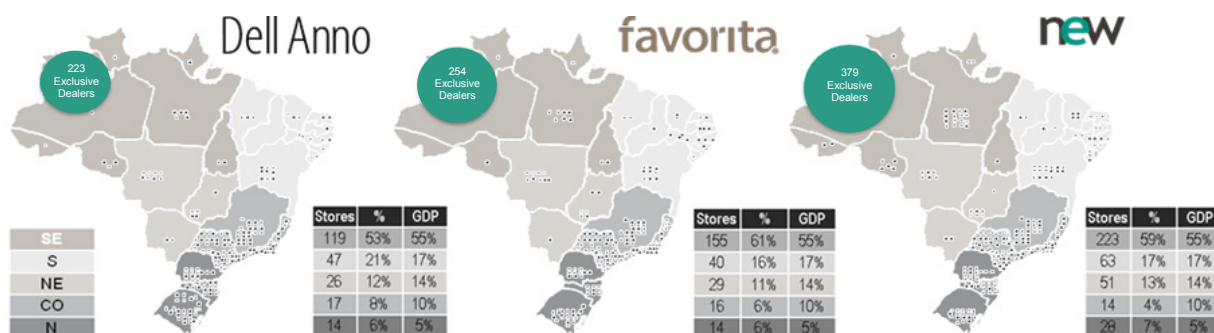 Dell Anno
favorita.
new
223
Exclusive
Dealers
254
Exclusive
Dealers
379
Exclusive
Dealers
SE
S
NE
CO
N
Stores % GDP
119 53% 55%
47 21% 17%
26 12% 14%
17 8% 10%
14 6% 5%
Stores % GDP
155 61% 55%
40 16% 17%
29 11% 14%
16 6% 10%
14 6% 5%
Stores % GDP
223 59% 55%
63 17% 17%
51 13% 14%
14 4% 10%
28 7% 5%